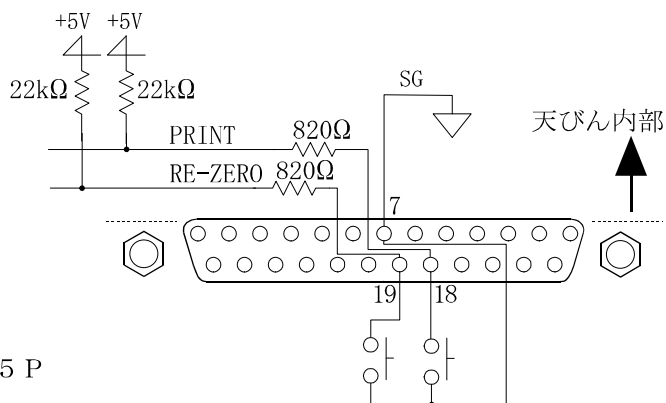 +5V +5V
22kΩ 22kΩ
SG
PRINT 820Ω
RE-ZERO 820Ω
天びん内部
7
19 18
5 P